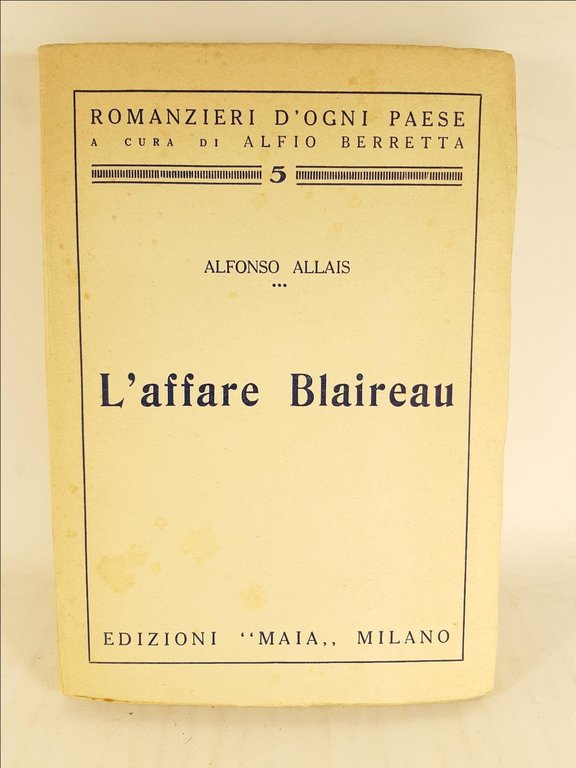 ROMANZIERI D'OGNI PAESE
A CURA DI ALFIO BERRETTA
5
ALFONSO ALLAIS
L'affare Blaireau
EDIZIONI “MAIA„ MILANO